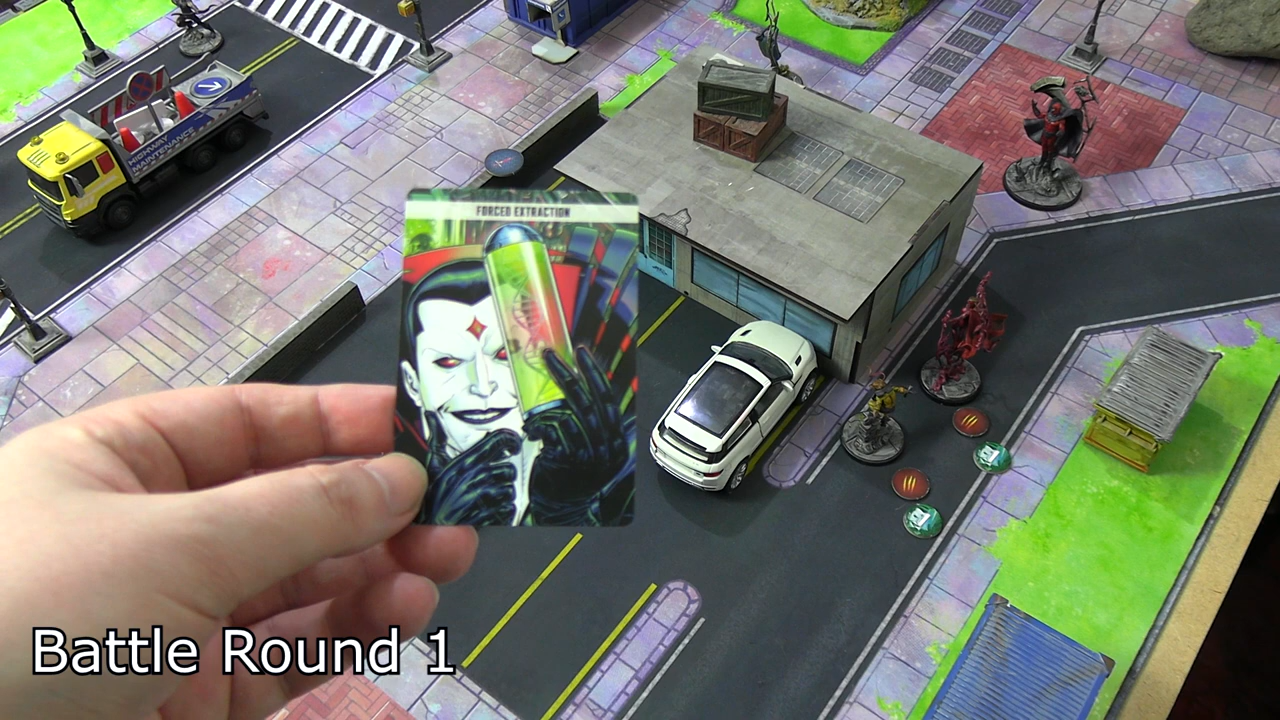 HIGHWAY
MAINTENANCE
FORCED EXTRACTION
Battle Round 1